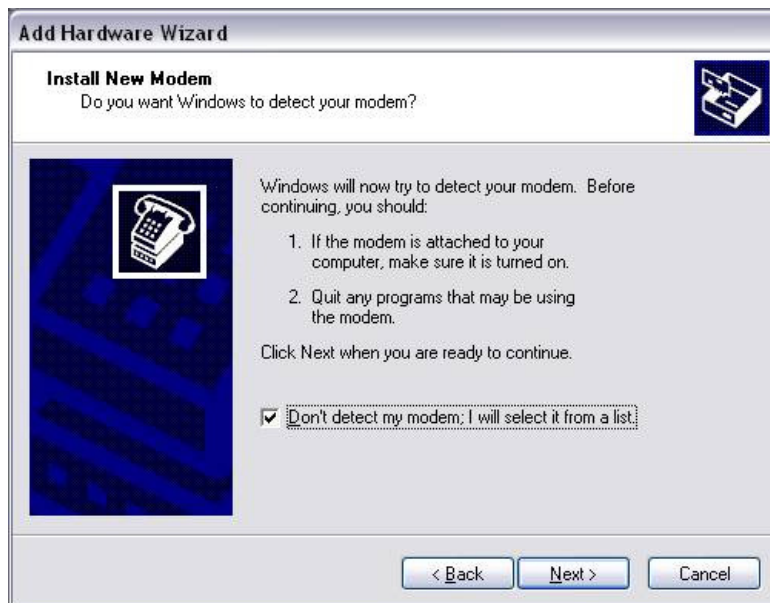 Add Hardware Wizard
Install New Modem
Do you want Windows to detect your modem?
Windows will now try to detect your modem.  Before
continuing, you should:
1. If the modem is attached to your
computer, make sure it is turned on.
2. Quit any programs that may be using
the modem.
Click Next when you are ready to continue.
Don't detect my modem; I will select it from a list.
< Back
Next >
Cancel